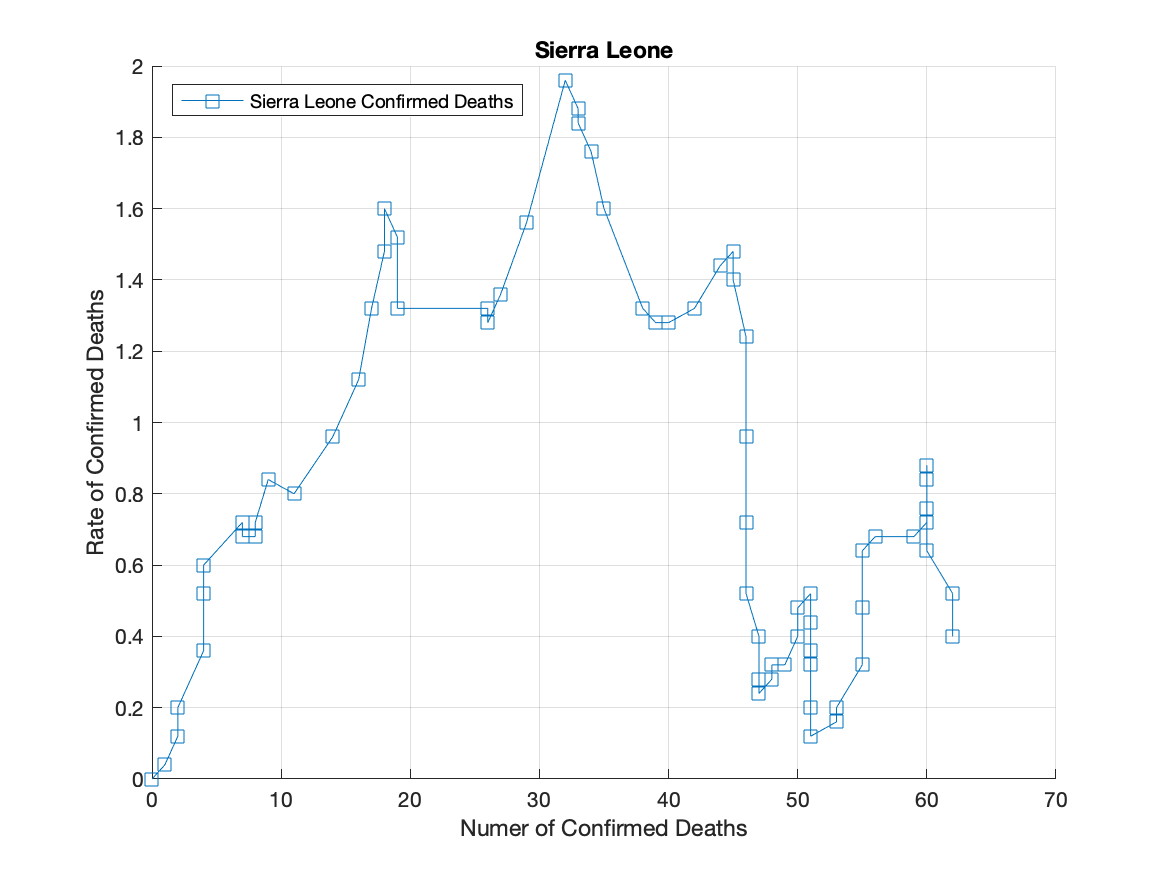 Sierra Leone
Sierra Leone Confirmed Deaths
Rate of Confirmed Deaths
2
1.8
1.6
1.4
1.2
1
0.8
0.6
0.4
0.2
0
0 10 20 30 40 50 60 70
Numer of Confirmed Deaths